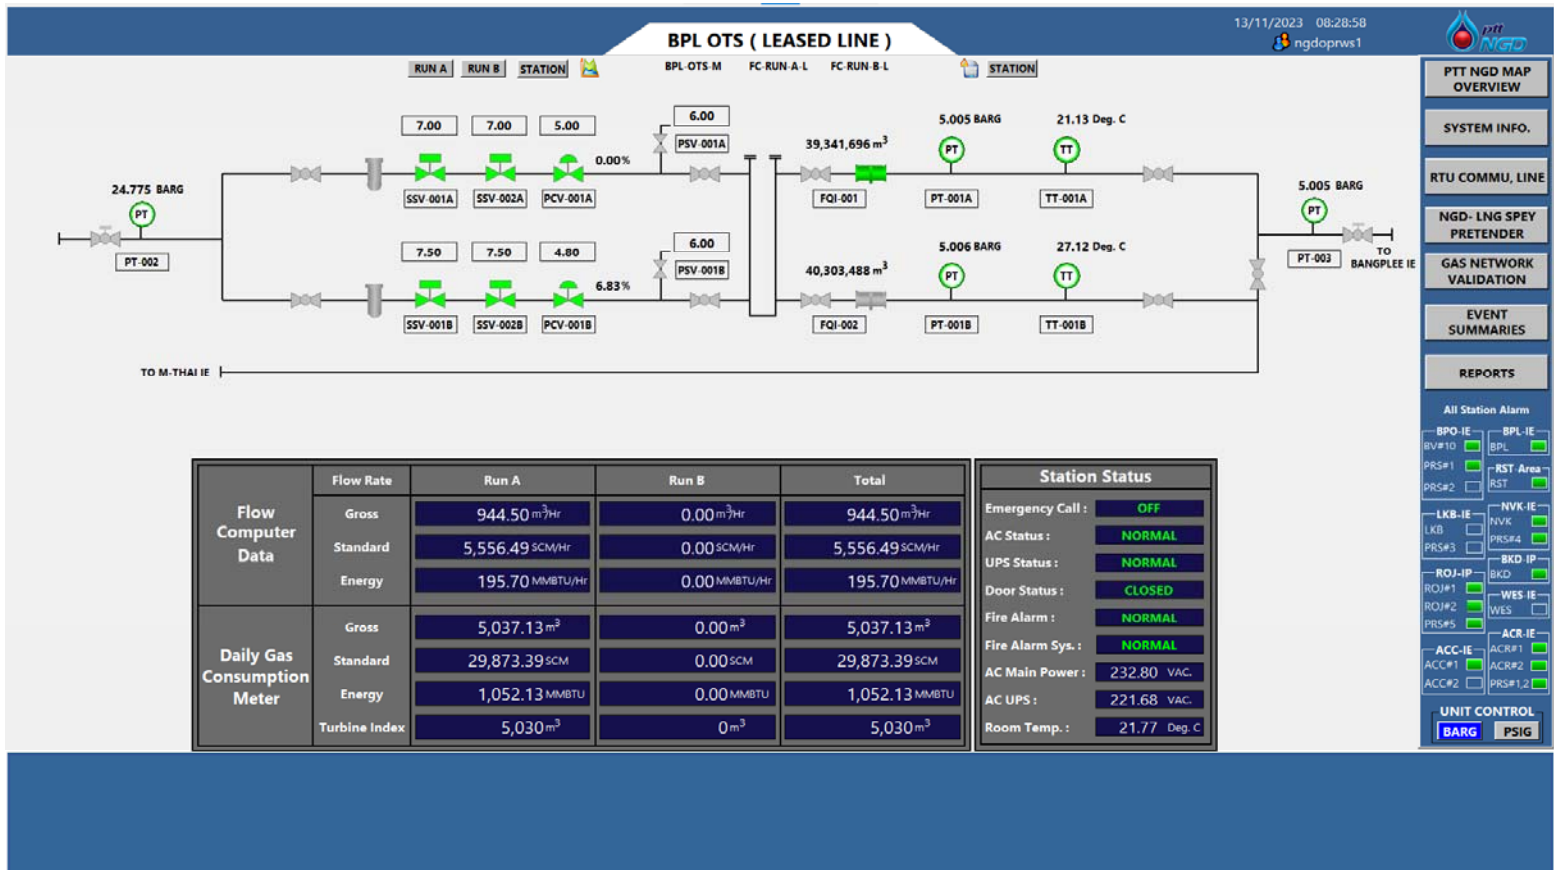 BPL OTS ( LEASED LINE )
13/11/2023 08:28:58
ngdoprws1
ptt
NGD
RUN A RUN B STATION
BPL-OTS-M FC-RUN-A-L FC-RUN-B-L
STATION
7.00 7.00 5.00
6.00
PSV-001A
0.00%
39,341,696 m³
5.005 BARG
21.13 Deg. C
PT
TT
SSV-001A SSV-002A PCV-001A
FQI-001 PT-001A TT-001A
24.775 BARG
PT
PT-002
5.005 BARG
PT
PT-003
TO
BANGPLEE IE
7.50 7.50 4.80
6.00
PSV-001B
6.83%
40,303,488 m³
5.006 BARG
27.12 Deg. C
PT
TT
SSV-001B SSV-002B PCV-001B
FQI-002 PT-001B TT-001B
TO M-THAI IE
Flow Rate Run A Run B Total
Flow
Computer
Data
Gross 944.50 m³/Hr 0.00 m³/Hr 944.50 m³/Hr
Standard 5,556.49 SCM/Hr 0.00 SCM/Hr 5,556.49 SCM/Hr
Energy 195.70 MMBTU/Hr 0.00 MMBTU/Hr 195.70 MMBTU/Hr
Daily Gas
Consumption
Meter
Gross 5,037.13 m³ 0.00 m³ 5,037.13 m³
Standard 29,873.39 SCM 0.00 SCM 29,873.39 SCM
Energy 1,052.13 MMBTU 0.00 MMBTU 1,052.13 MMBTU
Turbine Index 5,030 m³ 0 m³ 5,030 m³
Station Status
Emergency Call : OFF
AC Status : NORMAL
UPS Status : NORMAL
Door Status : CLOSED
Fire Alarm : NORMAL
Fire Alarm Sys. : NORMAL
AC Main Power : 232.80 VAC.
AC UPS : 221.68 VAC.
Room Temp. : 21.77 Deg. C
PTT NGD MAP
OVERVIEW
SYSTEM INFO.
RTU COMMU, LINE
NGD- LNG SPEY
PRETENDER
GAS NETWORK
VALIDATION
EVENT
SUMMARIES
REPORTS
All Station Alarm
BPO-IE
BV#10
PRS#1
PRS#2
LKB-IE
LKB
PRS#3
ROJ-IP
ROJ#1
ROJ#2
PRS#5
ACC-IE
ACC#1
ACC#2
BPL-IE
BPL
RST-Area
RST
NVK-IE
NVK
PRS#4
BKD-IP
BKD
WES-IE
WES
ACR-IE
ACR#1
ACR#2
PRS#1,2
UNIT CONTROL
BARG PSIG